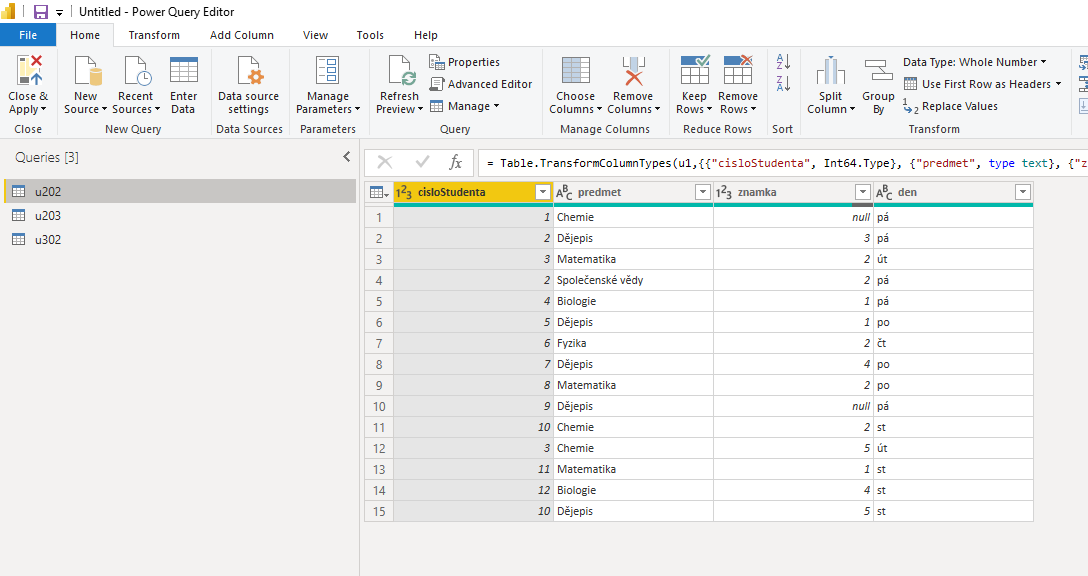 Untitled - Power Query Editor
File Home Transform Add Column View Tools Help
Close & Apply
Close
New Source
Recent Sources
Enter Data
New Query
Data source settings
Data Sources
Manage Parameters
Parameters
Refresh Preview
Properties
Advanced Editor
Manage
Query
Choose Columns
Remove Columns
Manage Columns
Keep Rows
Remove Rows
Reduce Rows
Sort
Split Column
Group By
Data Type: Whole Number
Use First Row as Headers
Replace Values
Transform
Queries [3]
u202
u203
u302
fx
= Table.TransformColumnTypes(u1,{{"cisloStudenta", Int64.Type}, {"predmet", type text}, {"z
cisloStudenta predmet znamka den
1 1 Chemie null pá
2 2 Dějepis 3 pá
3 3 Matematika 2 út
4 2 Společenské vědy 2 pá
5 4 Biologie 1 pá
6 5 Dějepis 1 po
7 6 Fyzika 2 čt
8 7 Dějepis 4 po
9 8 Matematika 2 po
10 9 Dějepis null pá
11 10 Chemie 2 st
12 3 Chemie 5 út
13 11 Matematika 1 st
14 12 Biologie 4 st
15 10 Dějepis 5 st